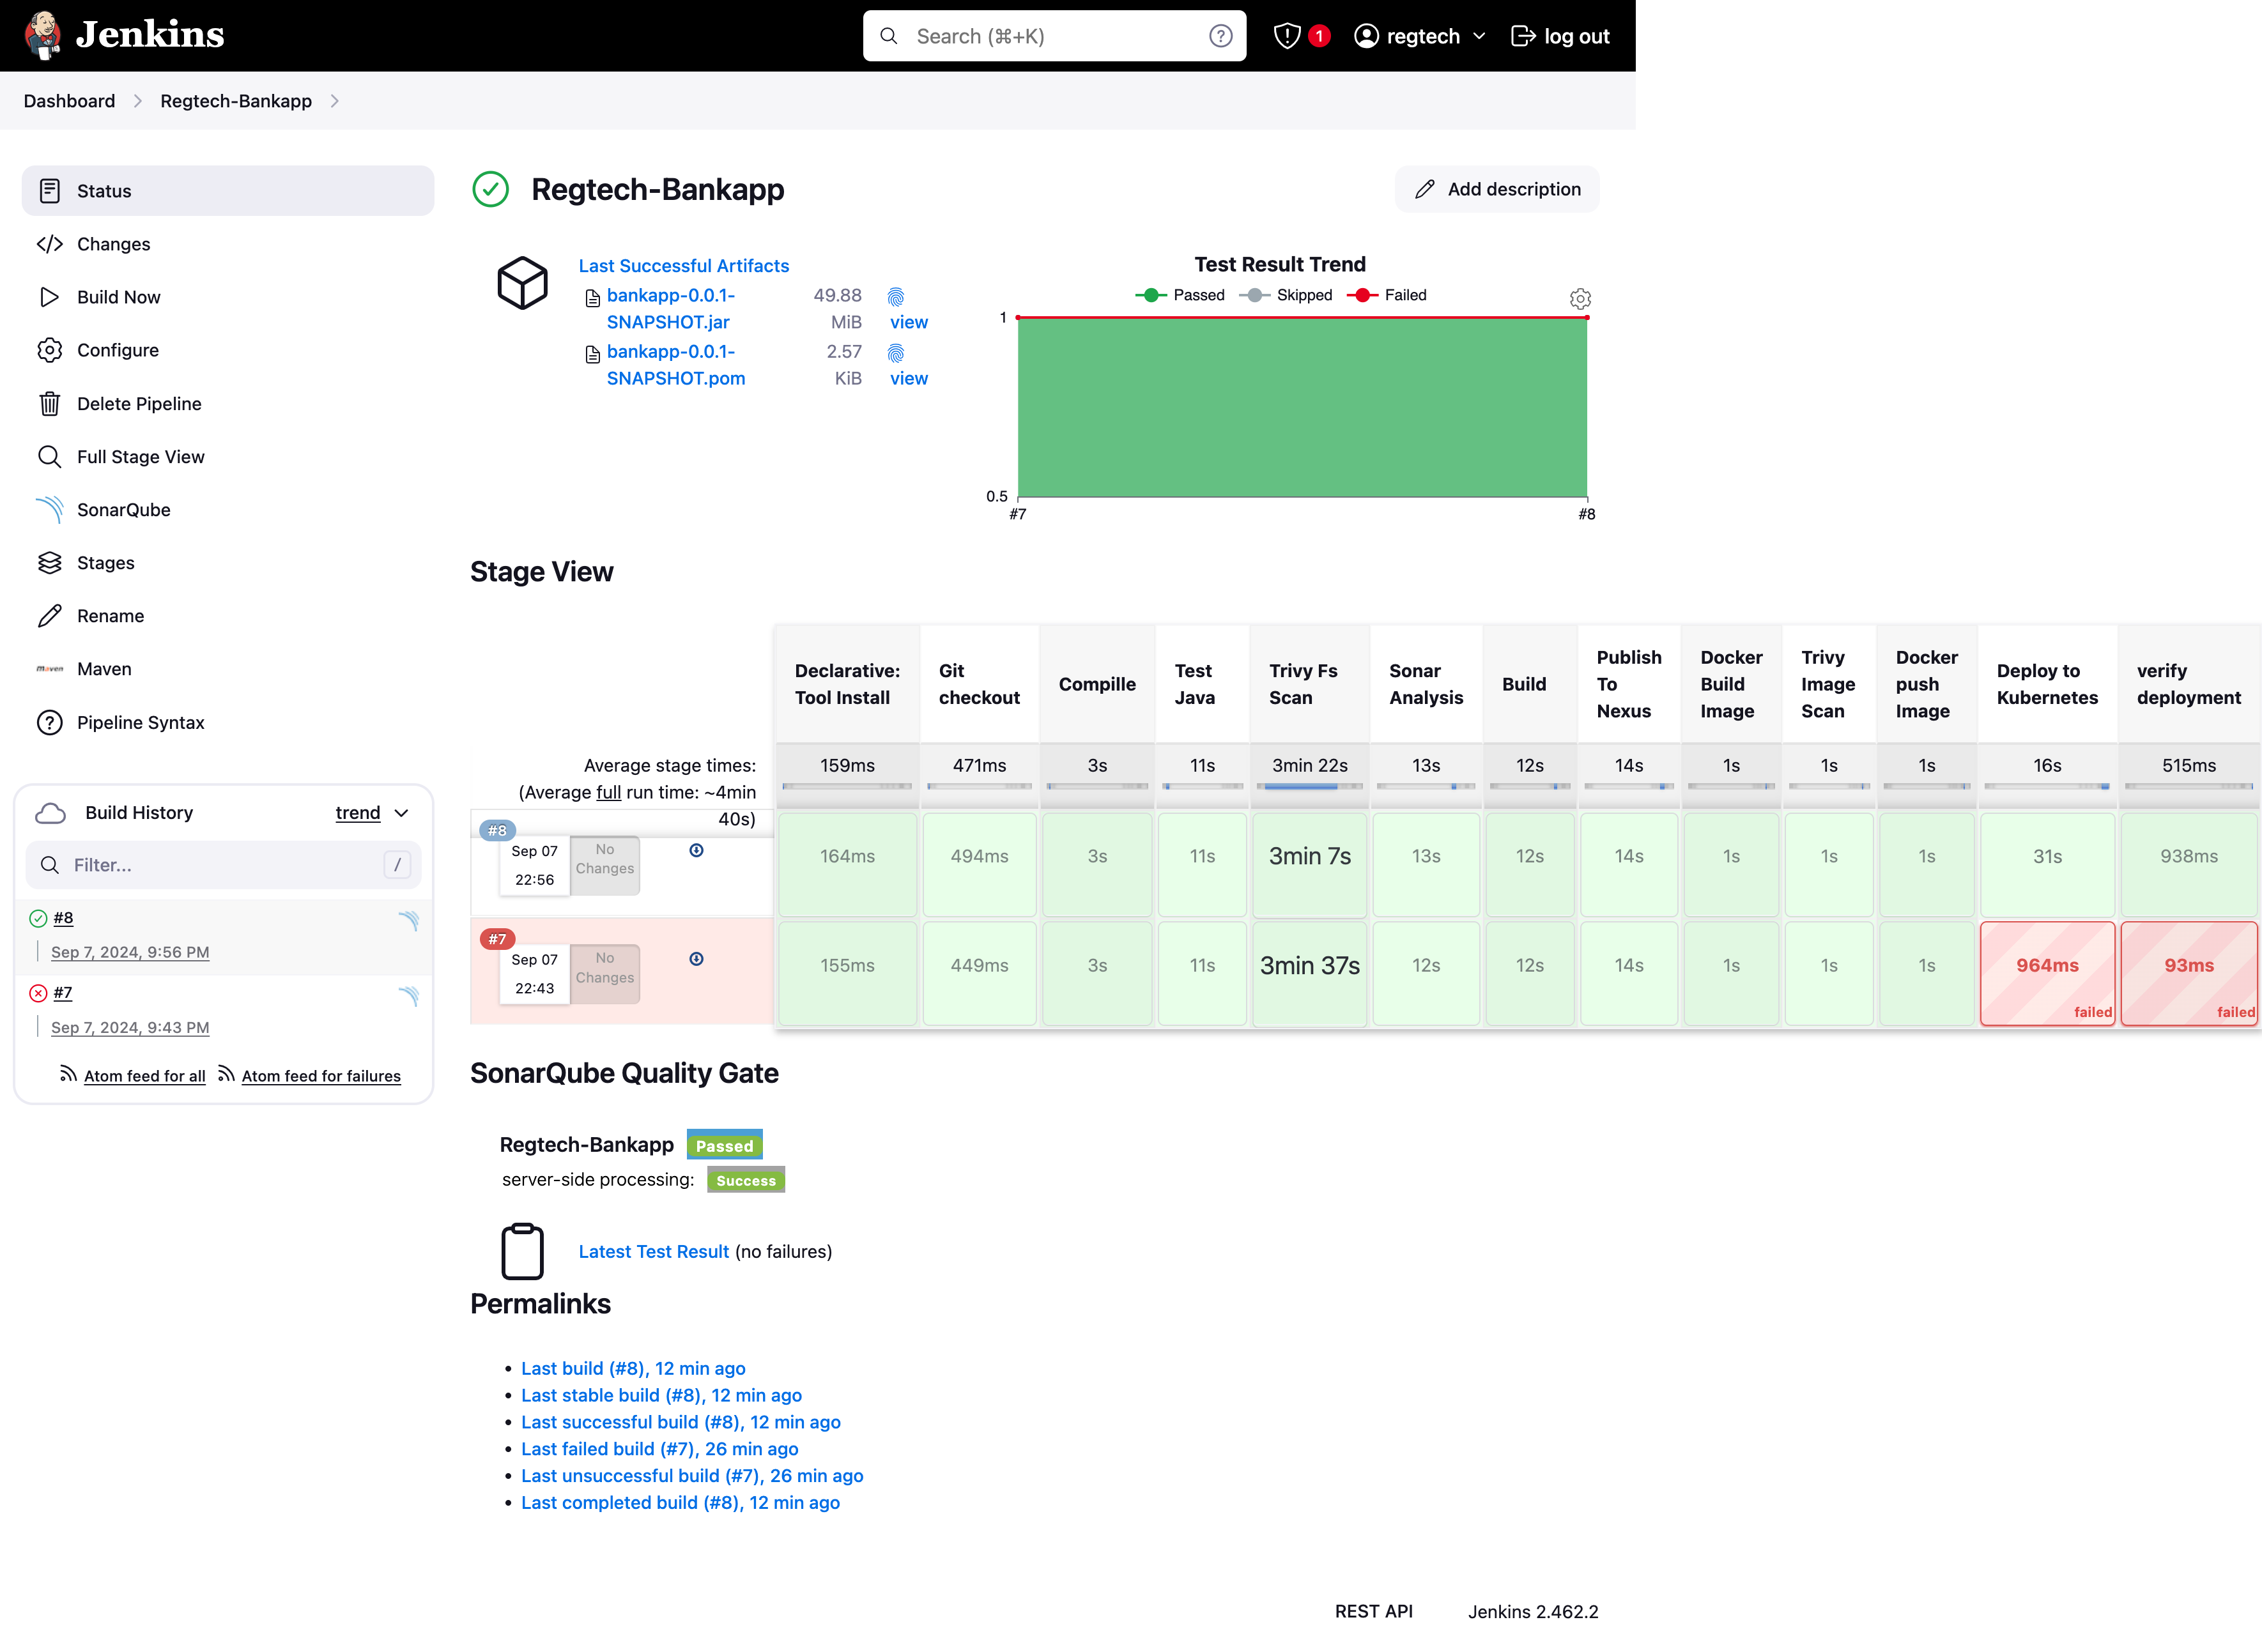 Jenkins
Search (⌘+K)
1
regtech
log out
Dashboard
Regtech-Bankapp
Status
Changes
Build Now
Configure
Delete Pipeline
Full Stage View
SonarQube
Stages
Rename
Maven
Maven
Pipeline Syntax
Build History
trend
Filter...
/
#8
Sep 7, 2024, 9:56 PM
#7
Sep 7, 2024, 9:43 PM
Atom feed for all
Atom feed for failures
Regtech-Bankapp
Add description
Last Successful Artifacts
bankapp-0.0.1-
SNAPSHOT.jar
49.88
MiB
view
bankapp-0.0.1-
SNAPSHOT.pom
2.57
KiB
view
Test Result Trend
Passed
Skipped
Failed
1
0.5
#7
#8
Stage View
Declarative:
Tool Install
Git
checkout
Compille
Test
Java
Trivy Fs
Scan
Sonar
Analysis
Build
Publish
To
Nexus
Docker
Build
Image
Trivy
Image
Scan
Docker
push
Image
Deploy to
Kubernetes
verify
deployment
Average stage times:
(Average full run time: ~4min
40s)
159ms
471ms
3s
11s
3min 22s
13s
12s
14s
1s
1s
1s
16s
515ms
#8
Sep 07
22:56
No
Changes
164ms
494ms
3s
11s
3min 7s
13s
12s
14s
1s
1s
1s
31s
938ms
#7
Sep 07
22:43
No
Changes
155ms
449ms
3s
11s
3min 37s
12s
12s
14s
1s
1s
1s
964ms
failed
93ms
failed
SonarQube Quality Gate
Regtech-Bankapp Passed
server-side processing: Success
Latest Test Result (no failures)
Permalinks
• Last build (#8), 12 min ago
• Last stable build (#8), 12 min ago
• Last successful build (#8), 12 min ago
• Last failed build (#7), 26 min ago
• Last unsuccessful build (#7), 26 min ago
• Last completed build (#8), 12 min ago
REST API
Jenkins 2.462.2